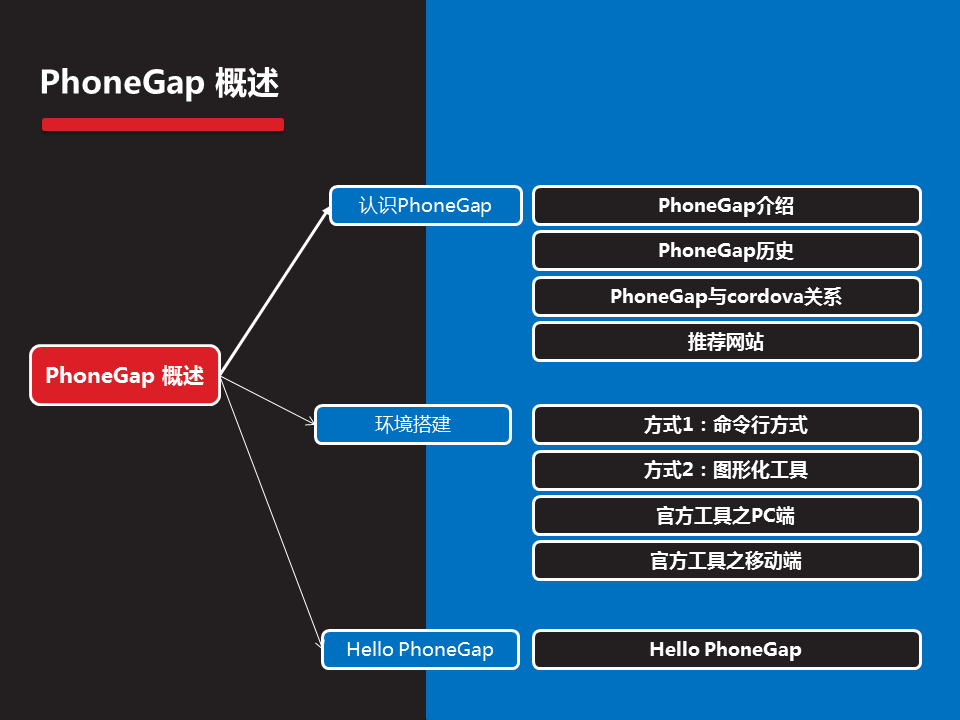 PhoneGap 概述
认识PhoneGap
PhoneGap介绍
PhoneGap历史
PhoneGap与cordova关系
推荐网站
PhoneGap 概述
环境搭建
方式1：命令行方式
方式2：图形化工具
官方工具之PC端
官方工具之移动端
Hello PhoneGap
Hello PhoneGap